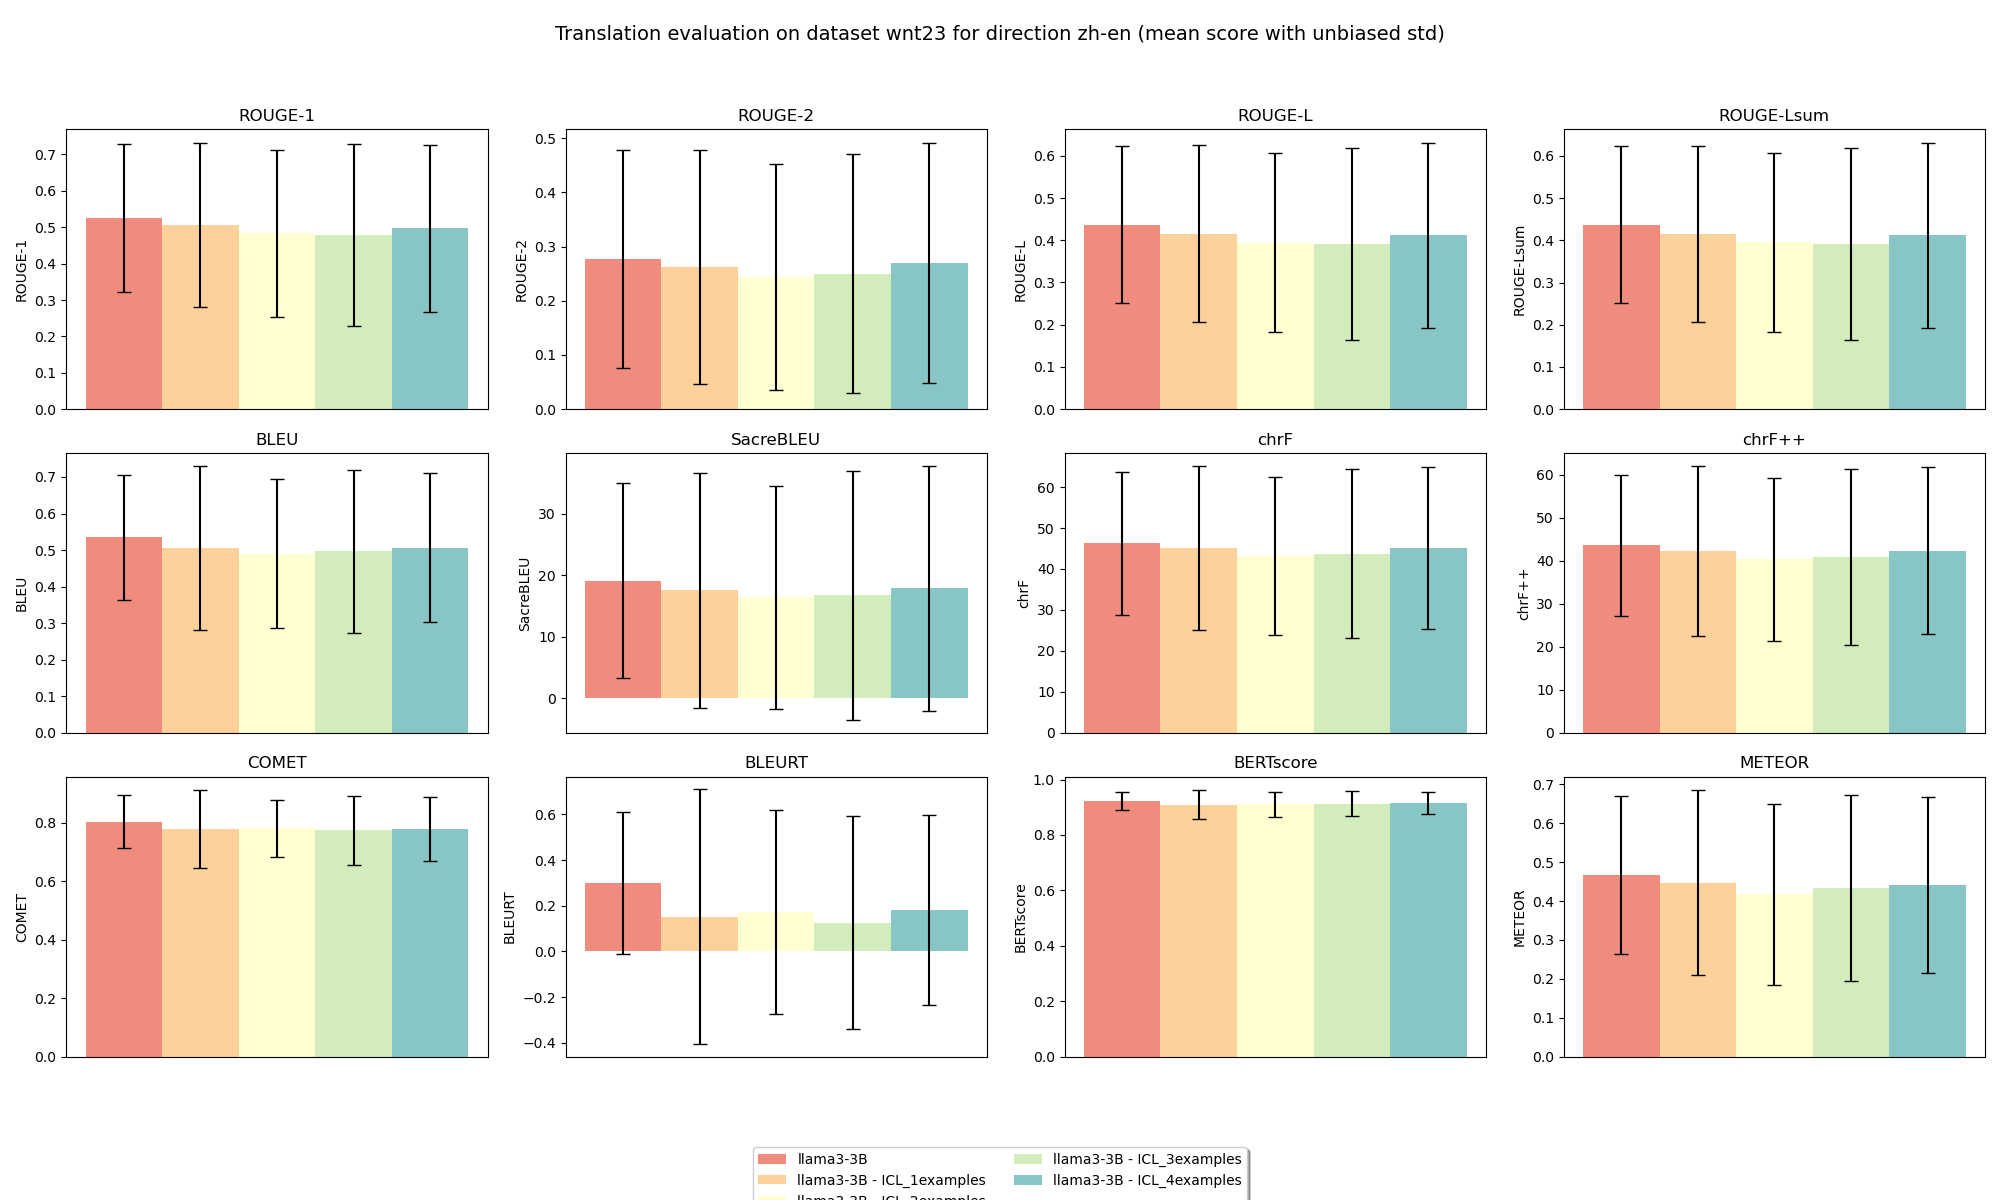 Translation evaluation on dataset wnt23 for direction zh-en (mean score with unbiased std)
ROUGE-1
ROUGE-2
ROUGE-L
ROUGE-Lsum
0.7
0.6
0.5
0.4
0.3
0.2
0.1
0.0
ROUGE-1
0.5
0.4
0.3
0.2
0.1
0.0
ROUGE-2
0.6
0.5
0.4
0.3
0.2
0.1
0.0
ROUGE-L
0.6
0.5
0.4
0.3
0.2
0.1
0.0
ROUGE-Lsum
BLEU
SacreBLEU
chrF
chrF++
0.7
0.6
0.5
0.4
0.3
0.2
0.1
0.0
BLEU
30
20
10
0
SacreBLEU
60
50
40
30
20
10
0
chrF
60
50
40
30
20
10
0
chrF++
COMET
BLEURT
BERTscore
METEOR
0.8
0.6
0.4
0.2
0.0
COMET
0.6
0.4
0.2
0.0
−0.2
−0.4
BLEURT
1.0
0.8
0.6
0.4
0.2
0.0
BERTscore
0.7
0.6
0.5
0.4
0.3
0.2
0.1
0.0
METEOR
llama3-3B
llama3-3B - ICL_1examples
llama3-3B - ICL_2examples
llama3-3B - ICL_3examples
llama3-3B - ICL_4examples